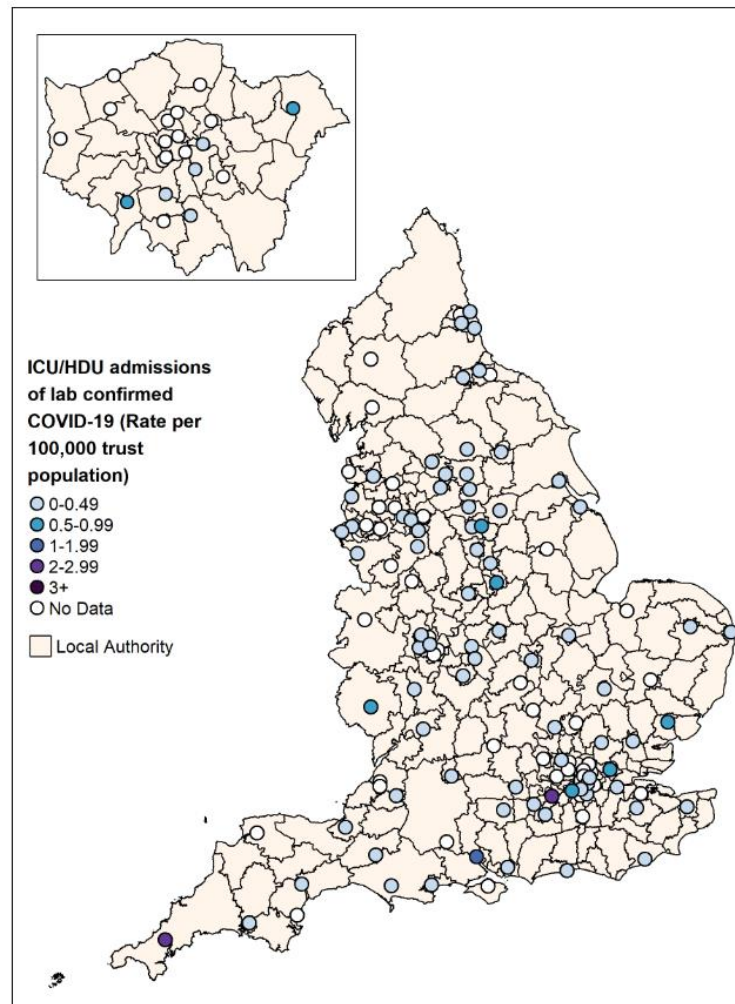 ICU/HDU admissions
of lab confirmed
COVID-19 (Rate per
100,000 trust
population)
0-0.49
0.5-0.99
1-1.99
2-2.99
3+
No Data
Local Authority